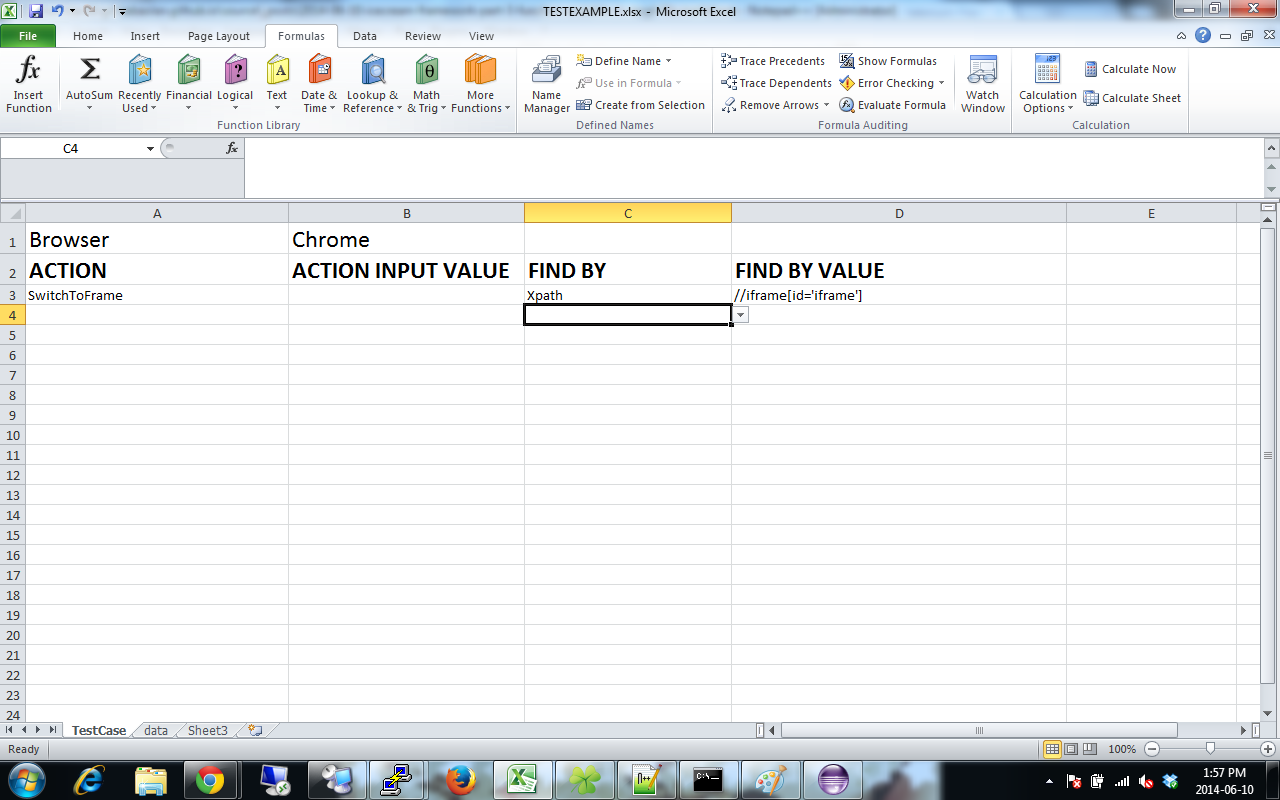 TESTEXAMPLE.xlsx - Microsoft Excel
File Home Insert Page Layout Formulas Data Review View
Insert Function
AutoSum
Recently Used
Financial
Logical
Text
Date & Time
Lookup & Reference
Math & Trig
More Functions
Function Library
Name Manager
Define Name
Use in Formula
Create from Selection
Defined Names
Trace Precedents
Trace Dependents
Remove Arrows
Show Formulas
Error Checking
Evaluate Formula
Formula Auditing
Watch Window
Calculation Options
Calculate Now
Calculate Sheet
Calculation
C4 fx
A B C D E
1 Browser Chrome
2 ACTION ACTION INPUT VALUE FIND BY FIND BY VALUE
3 SwitchToFrame Xpath //iframe[id='iframe']
4
5
6
7
8
9
10
11
12
13
14
15
16
17
18
19
20
21
22
23
24
TestCase data Sheet3
Ready 100%
1:57 PM
2014-06-10